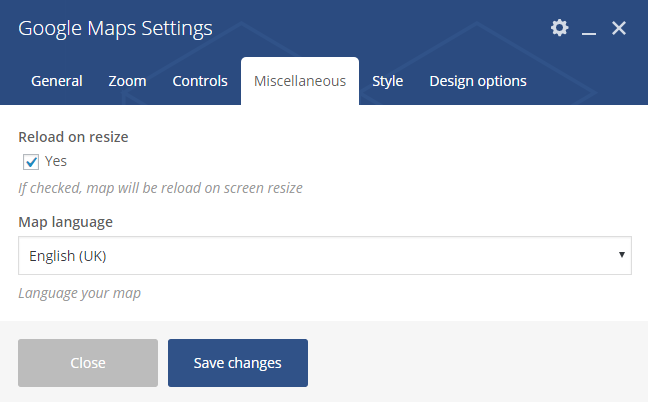 Google Maps Settings
General Zoom Controls Miscellaneous Style Design options
Reload on resize
Yes
If checked, map will be reload on screen resize
Map language
English (UK)
Language your map
Close Save changes